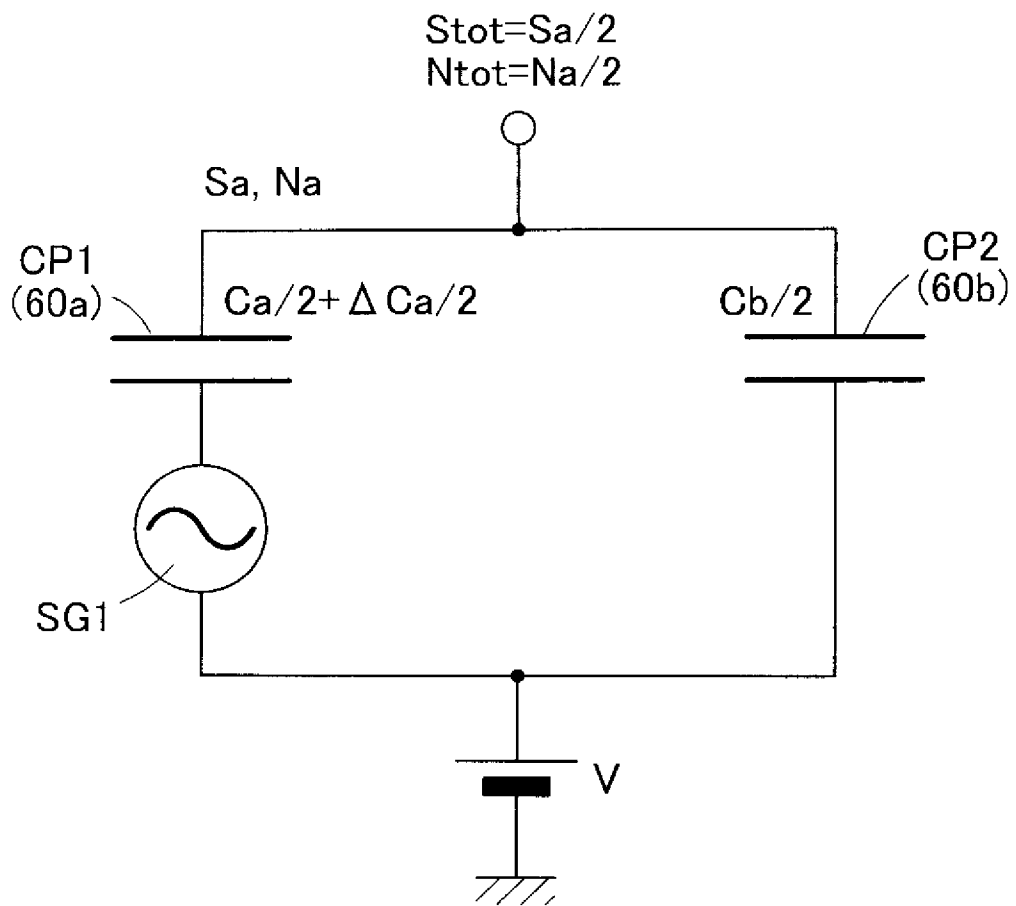 Stot=Sa/2
Ntot=Na/2
Sa, Na
CP1
(60a)
Ca/2+ΔCa/2
Cb/2
CP2
(60b)
SG1
V